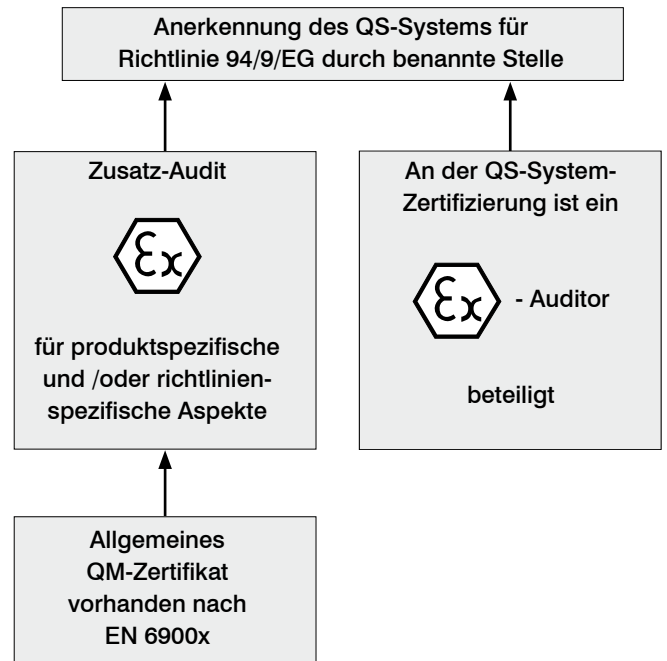 Anerkennung des QS-Systems für
Richtlinie 94/9/EG durch benannte Stelle
Zusatz-Audit
Ex
für produktspezifische
und /oder richtlinien-
spezifische Aspekte
An der QS-System-
Zertifizierung ist ein
Ex - Auditor
beteiligt
Allgemeines
QM-Zertifikat
vorhanden nach
EN 6900x